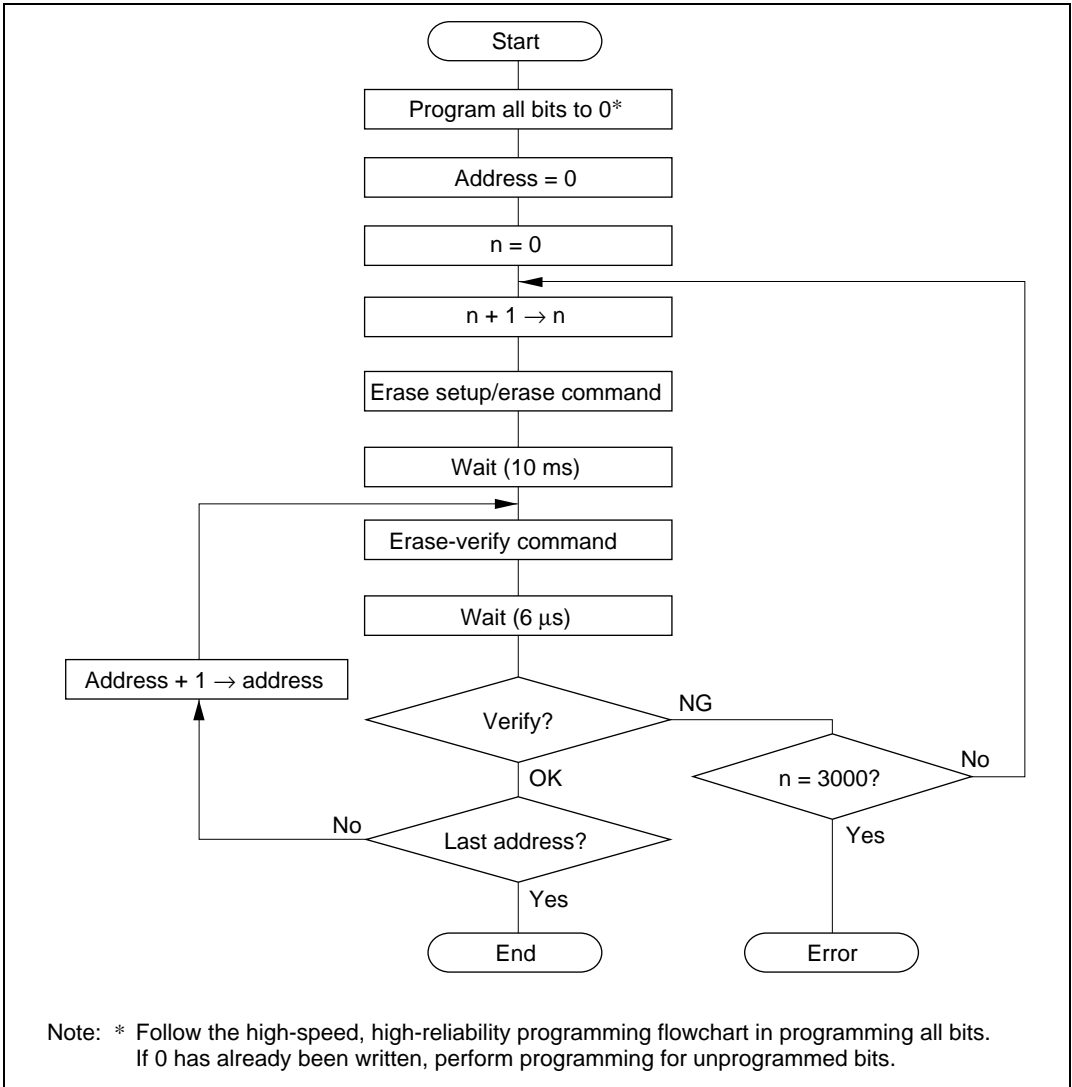 Start
Program all bits to 0*
Address = 0
n = 0
n + 1 → n
Erase setup/erase command
Wait (10 ms)
Erase-verify command
Wait (6 μs)
Address + 1 → address
Verify?
NG
OK
n = 3000?
No
Yes
Last address?
No
Yes
End
Error
Note: * Follow the high-speed, high-reliability programming flowchart in programming all bits.
If 0 has already been written, perform programming for unprogrammed bits.